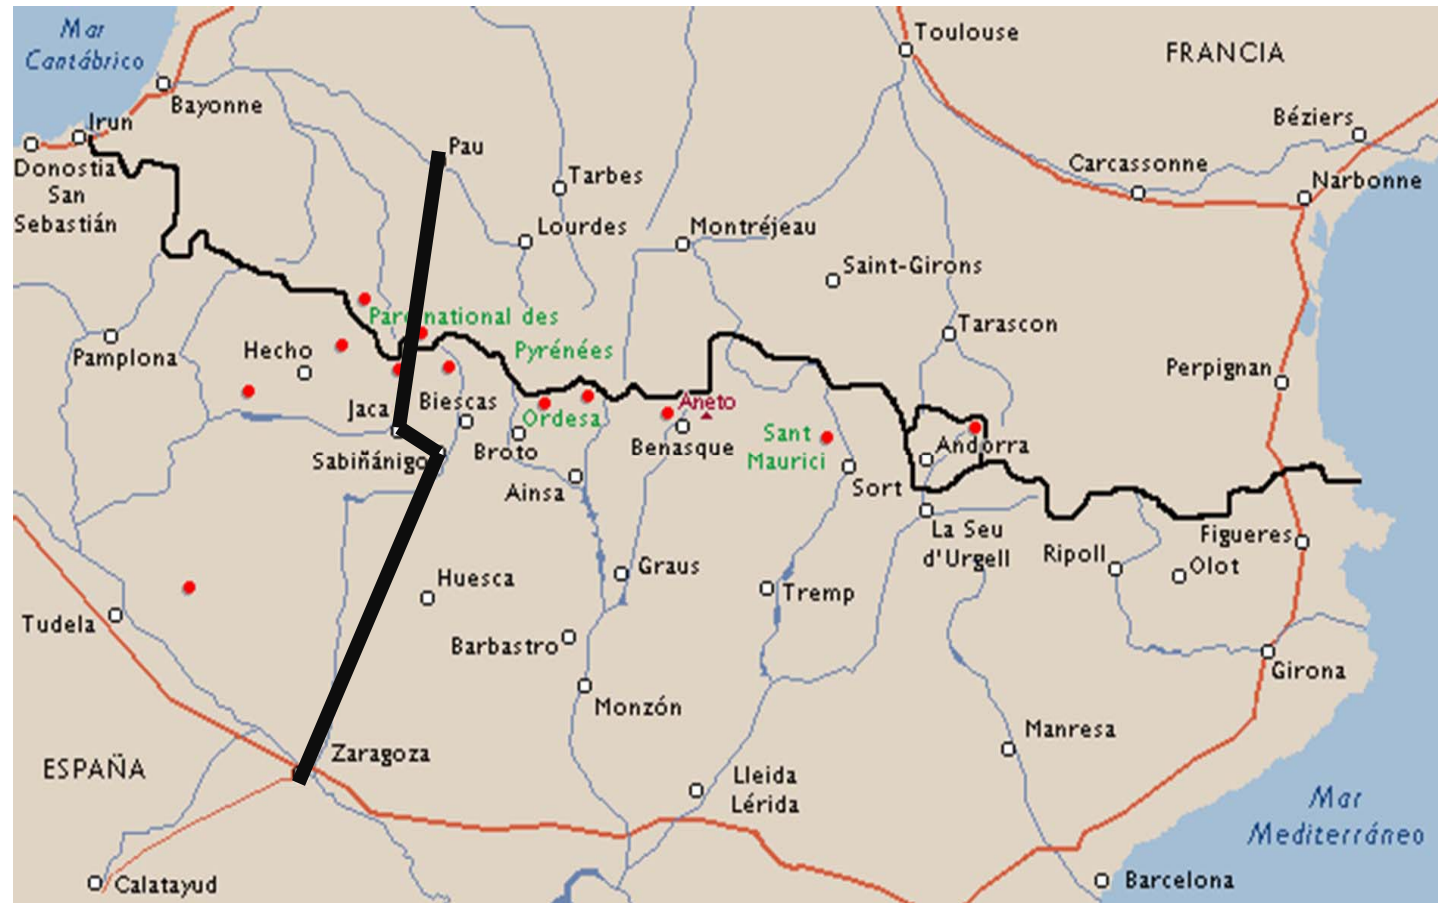 Mar
Cantábrico
Toulouse
FRANCIA
Bayonne
Irun
Béziers
Pau
Donostia
San
Sebastián
Tarbes
Carcassonne
Narbonne
Lourdes
Montréjeau
Saint-Girons
Parc national des
Pyrénées
Tarascon
Pamplona
Hecho
Perpignan
Jaca
Biescas
Ordesa
Aneto
Sabiñánigo
Broto
Benasque
Sant
Maurici
Andorra
Ainsa
Sort
La Seu
d'Urgell
Figueres
Ripoll
Olot
Huesca
Graus
Tremp
Tudela
Barbastro
Girona
Monzón
Manresa
Zaragoza
ESPAÑA
Lleida
Lérida
Mar
Mediterráneo
Calatayud
Barcelona